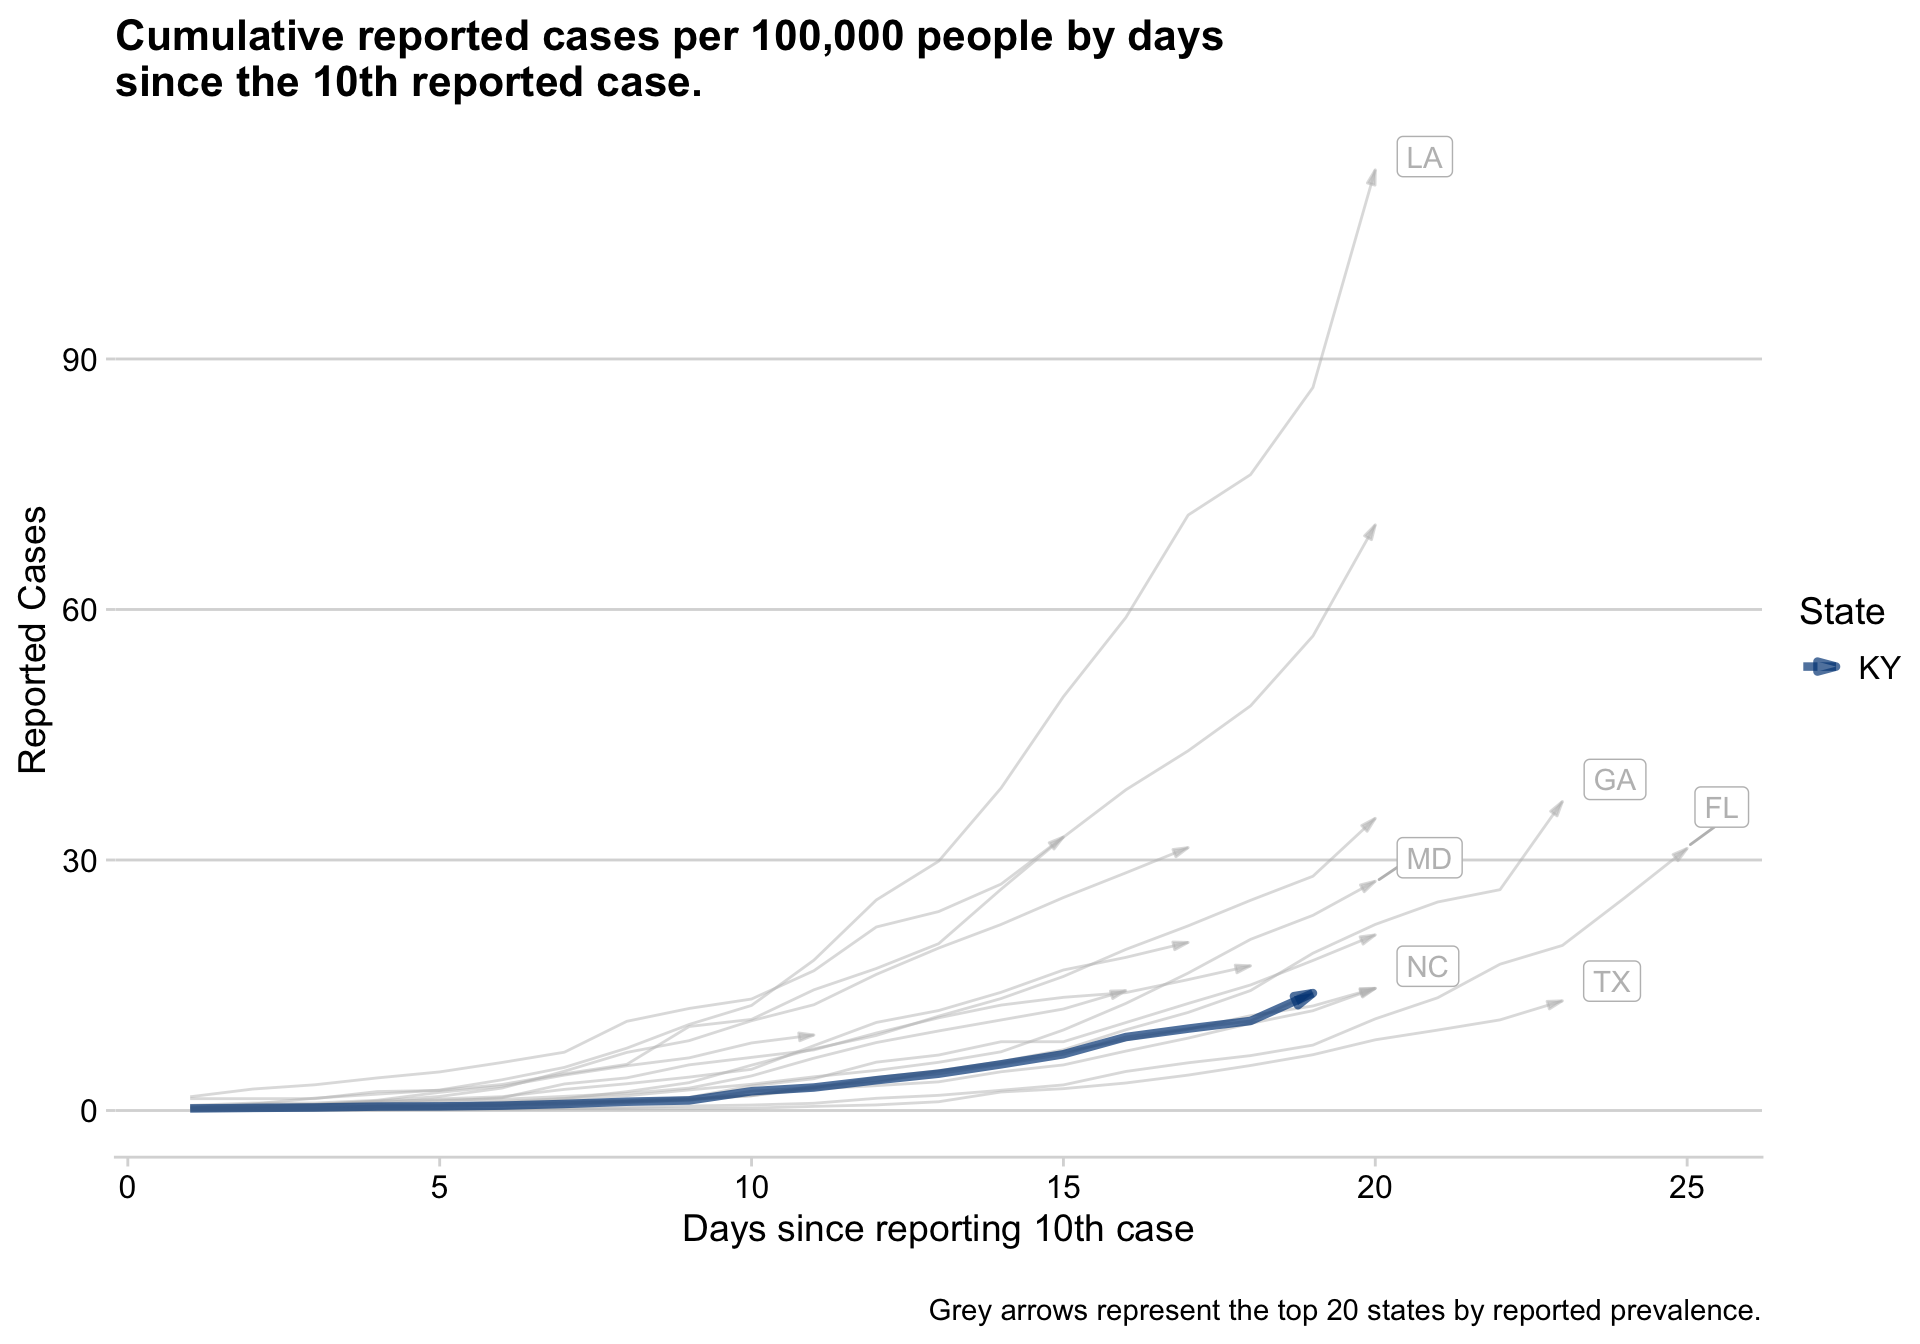 Cumulative reported cases per 100,000 people by days
since the 10th reported case.
LA
90
Reported Cases
60
State
KY
GA
FL
30
MD
NC
TX
0
0 5 10 15 20 25
Days since reporting 10th case
Grey arrows represent the top 20 states by reported prevalence.